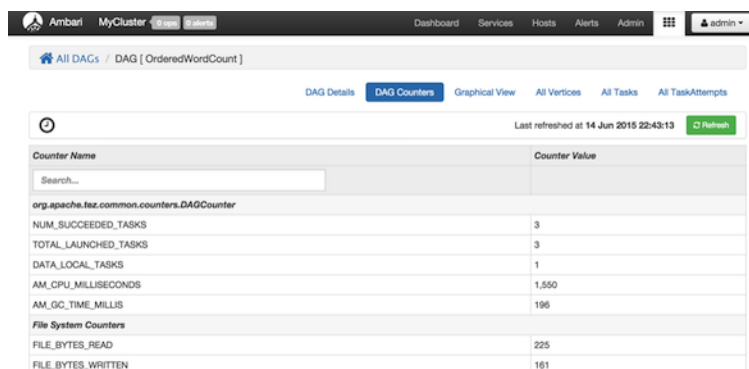 Ambari MyCluster 0 ops 0 alerts Dashboard Services Hosts Alerts Admin admin
All DAGs / DAG [ OrderedWordCount ]
DAG Details DAG Counters Graphical View All Vertices All Tasks All TaskAttempts
Last refreshed at 14 Jun 2015 22:43:13 Refresh
Counter Name Counter Value
Search...
org.apache.tez.common.counters.DAGCounter
NUM_SUCCEEDED_TASKS 3
TOTAL_LAUNCHED_TASKS 3
DATA_LOCAL_TASKS 1
AM_CPU_MILLISECONDS 1,550
AM_GC_TIME_MILLIS 196
File System Counters
FILE_BYTES_READ 225
FILE_BYTES_WRITTEN 161